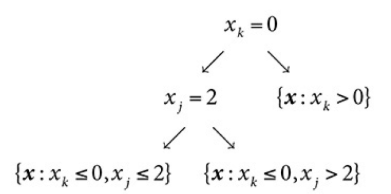 x_k = 0
x_j = 2 {x : x_k > 0}
{x : x_k ≤ 0, x_j ≤ 2} {x : x_k ≤ 0, x_j > 2}